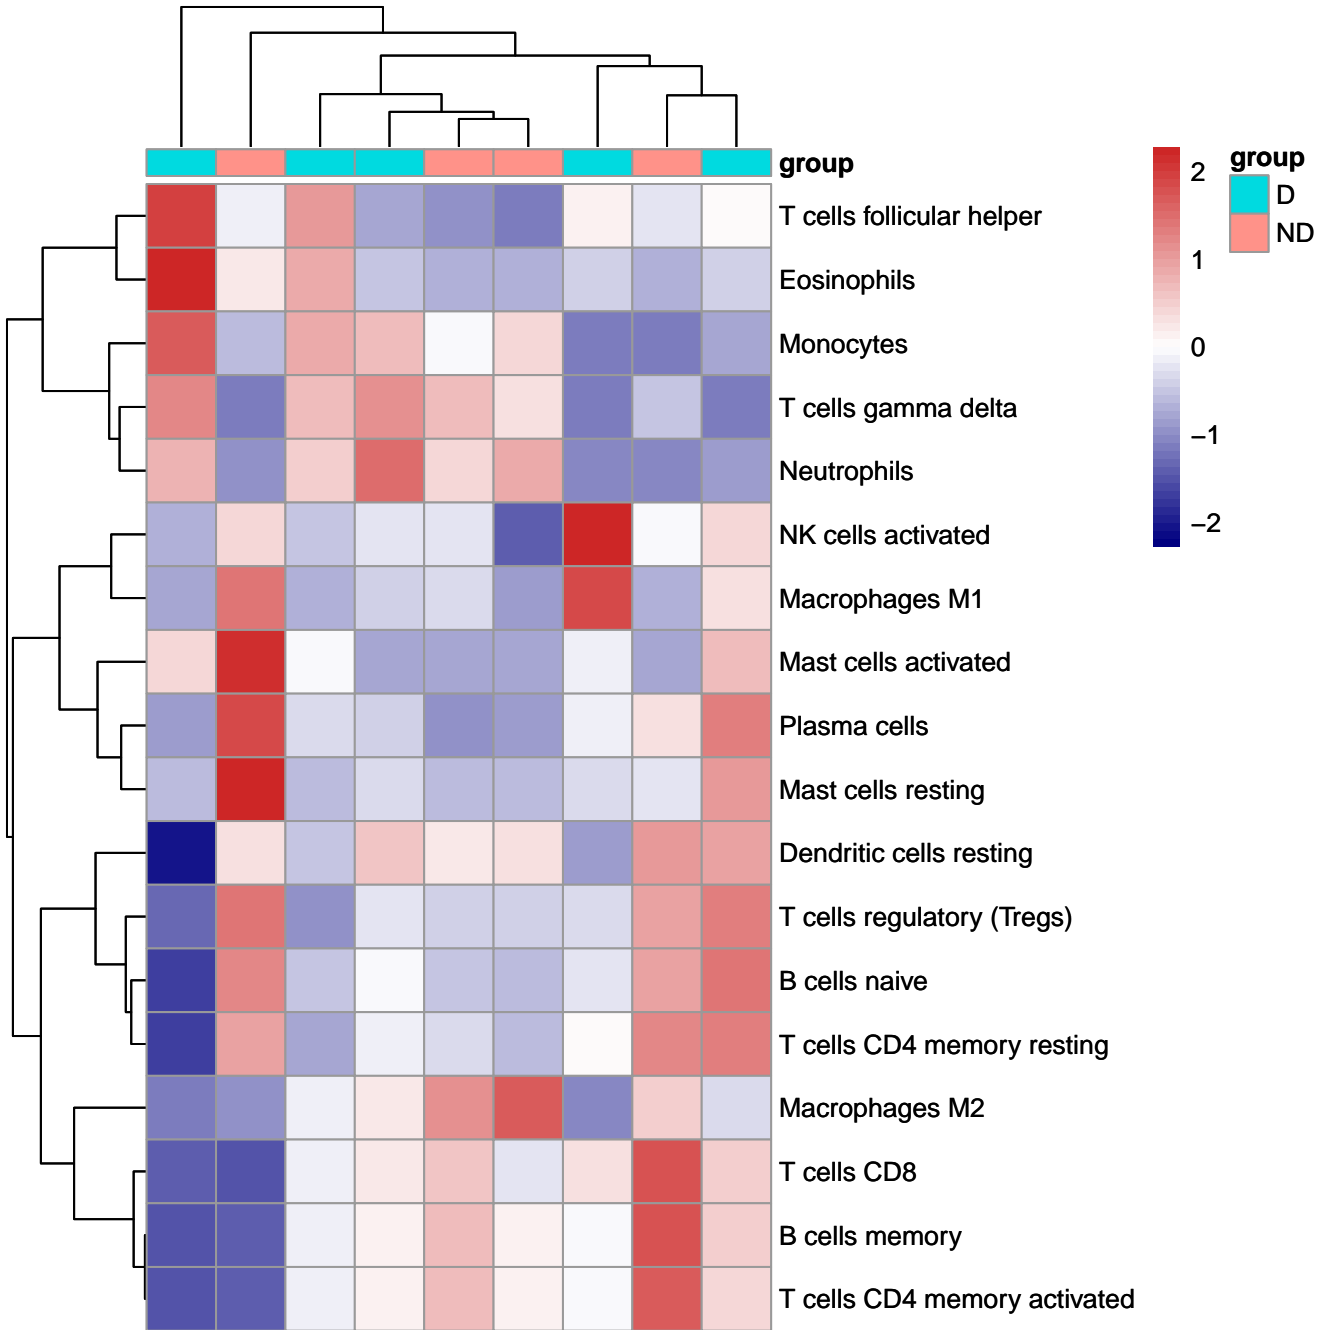 group
T cells follicular helper
Eosinophils
Monocytes
T cells gamma delta
Neutrophils
NK cells activated
Macrophages M1
Mast cells activated
Plasma cells
Mast cells resting
Dendritic cells resting
T cells regulatory (Tregs)
B cells naive
T cells CD4 memory resting
Macrophages M2
T cells CD8
B cells memory
T cells CD4 memory activated
2
1
0
−1
−2
group
D
ND